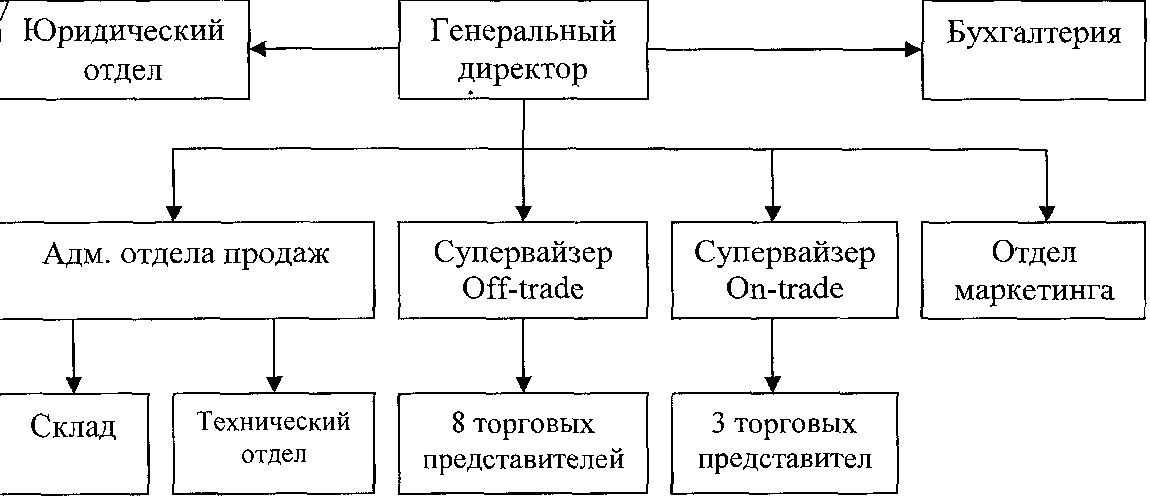 Юридический
отдел
Генеральный
директор
Бухгалтерия
Адм. отдела продаж
Супервайзер
Off-trade
Супервайзер
On-trade
Отдел
маркетинга
Склад
Технический
отдел
8 торговых
представителей
3 торговых
представител